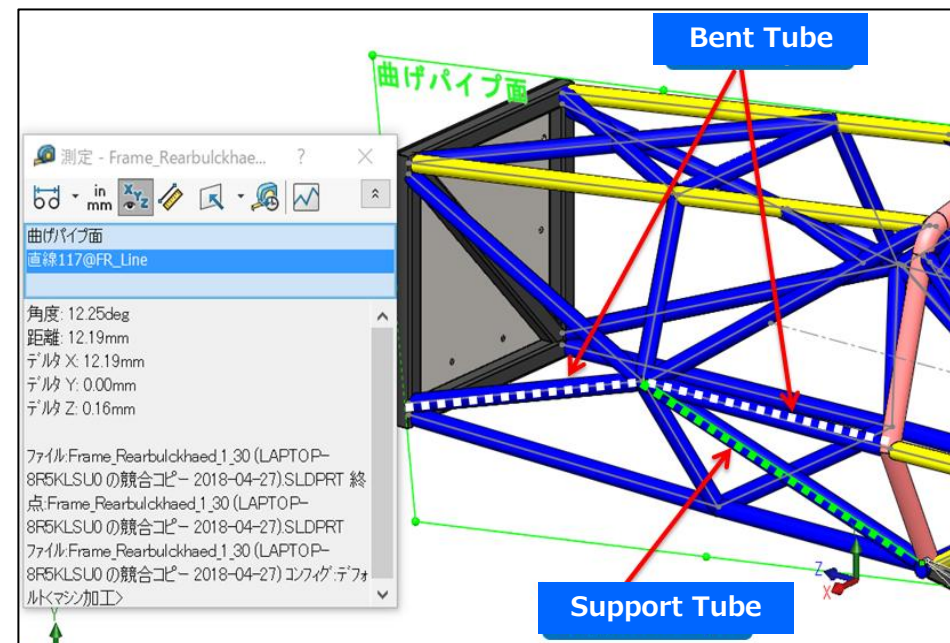 Bent Tube
曲げパイプ面
測定 - Frame_Rearbulckhae... ?
in
mm
XYZ
曲げパイプ面
直線117@FR_Line
角度: 12.25deg
距離: 12.19mm
デルタ X: 12.19mm
デルタ Y: 0.00mm
デルタ Z: 0.16mm
ファイル:Frame_Rearbulckhaed_1_30 (LAPTOP-
8R5KLSU0 の競合コピー 2018-04-27).SLDPRT 終
点:Frame_Rearbulckhaed_1_30 (LAPTOP-
8R5KLSU0 の競合コピー 2018-04-27).SLDPRT
ファイル:Frame_Rearbulckhaed_1_30 (LAPTOP-
8R5KLSU0 の競合コピー 2018-04-27) コンフィグ:デフォ
ルト<マシン加工>
Z
X
Support Tube
Y